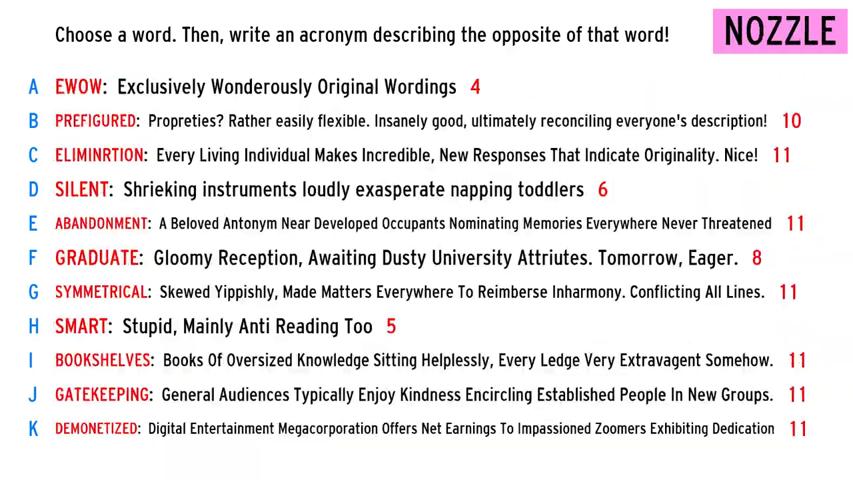 Choose a word. Then, write an acronym describing the opposite of that word!
NOZZLE
A EWOW: Exclusively Wonderously Original Wordings 4
B PREFIGURED: Propreties? Rather easily flexible. Insanely good, ultimately reconciling everyone's description! 10
C ELIMINRTION: Every Living Individual Makes Incredible, New Responses That Indicate Originality. Nice! 11
D SILENT: Shrieking instruments loudly exasperate napping toddlers 6
E ABANDONMENT: A Beloved Antonym Near Developed Occupants Nominating Memories Everywhere Never Threatened 11
F GRADUATE: Gloomy Reception, Awaiting Dusty University Attriutes. Tomorrow, Eager. 8
G SYMMETRICAL: Skewed Yippishly, Made Matters Everywhere To Reimberse Inharmony. Conflicting All Lines. 11
H SMART: Stupid, Mainly Anti Reading Too 5
I BOOKSHELVES: Books Of Oversized Knowledge Sitting Helplessly, Every Ledge Very Extravagent Somehow. 11
J GATEKEEPING: General Audiences Typically Enjoy Kindness Encircling Established People In New Groups. 11
K DEMONETIZED: Digital Entertainment Megacorporation Offers Net Earnings To Impassioned Zoomers Exhibiting Dedication 11